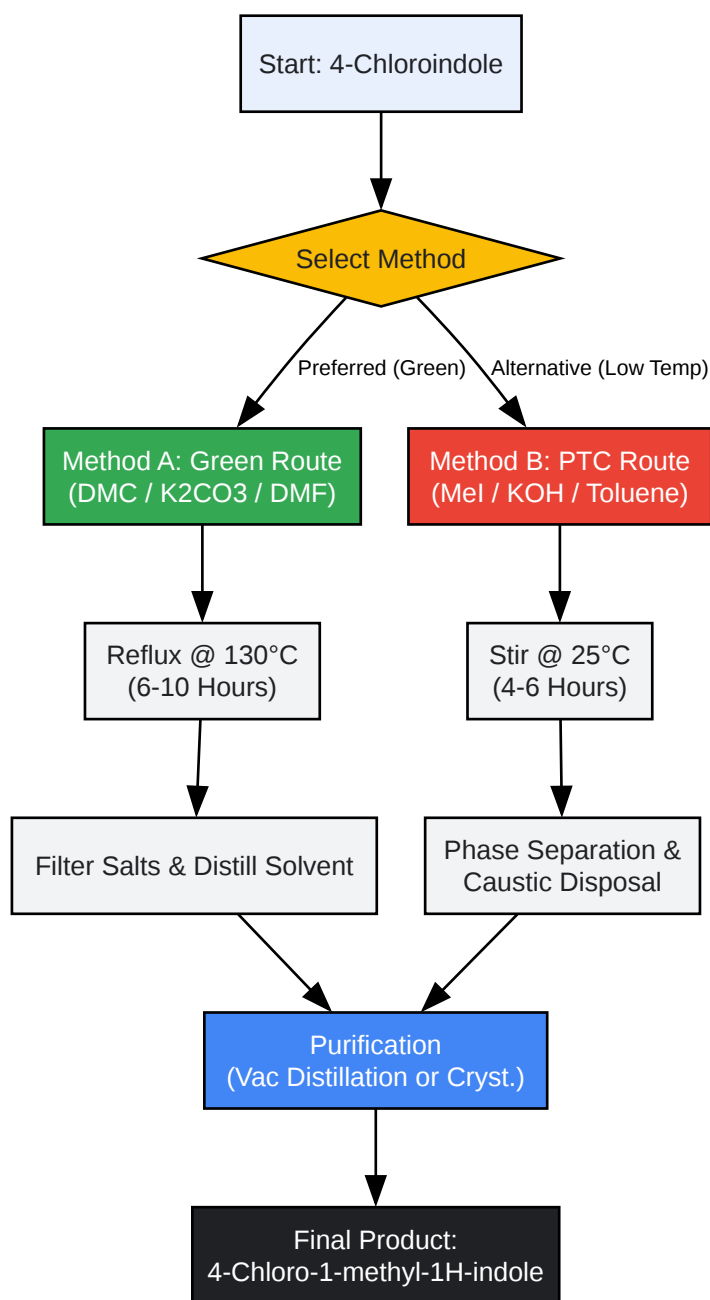 Start: 4-Chloroindole
Select Method
Preferred (Green)
Alternative (Low Temp)
Method A: Green Route
(DMC / K2CO3 / DMF)
Method B: PTC Route
(MeI / KOH / Toluene)
Reflux @ 130°C
(6-10 Hours)
Stir @ 25°C
(4-6 Hours)
Filter Salts & Distill Solvent
Phase Separation &
Caustic Disposal
Purification
(Vac Distillation or Cryst.)
Final Product:
4-Chloro-1-methyl-1H-indole